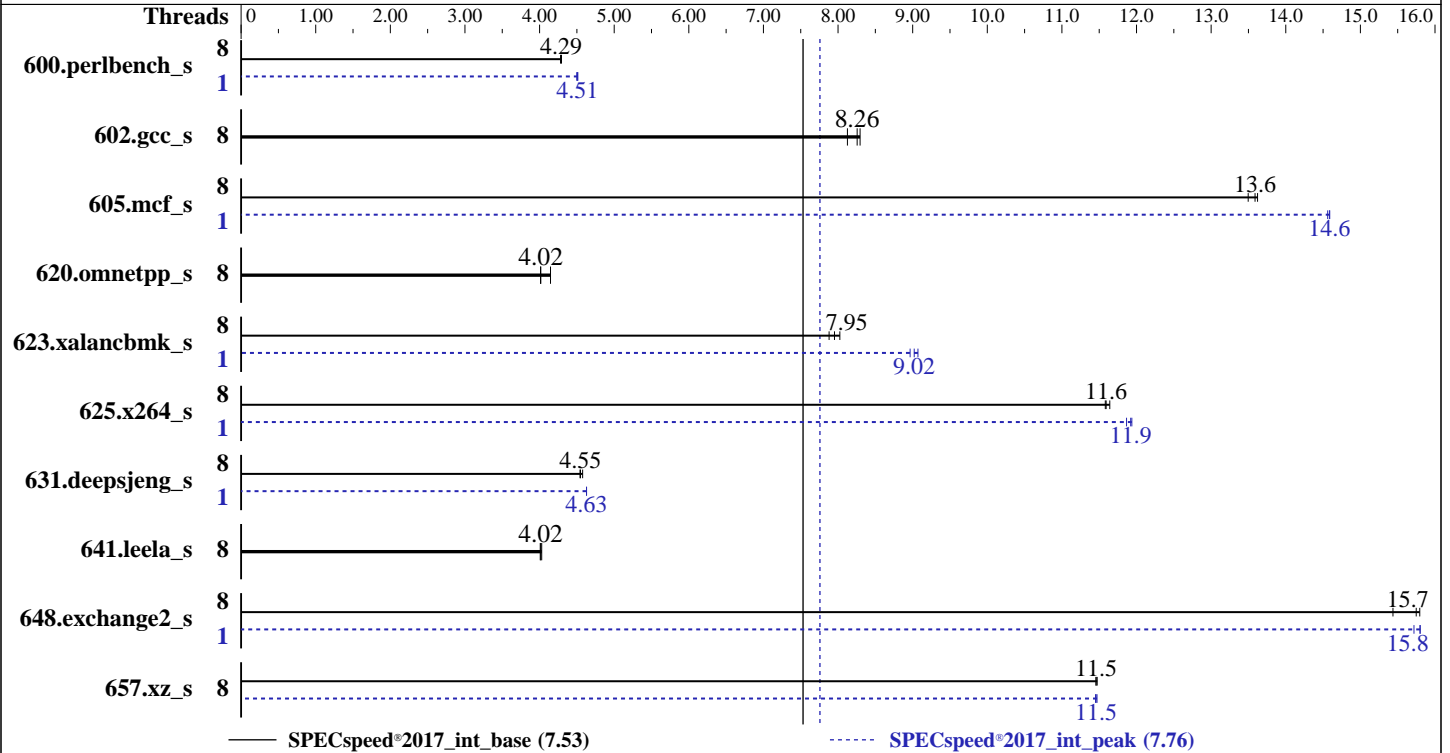 Threads 0 1.00 2.00 3.00 4.00 5.00 6.00 7.00 8.00 9.00 10.0 11.0 12.0 13.0 14.0 15.0 16.0
600.perlbench_s 8 4.29
1 4.51
602.gcc_s 8 8.26
605.mcf_s 8 13.6
1 14.6
620.omnetpp_s 8 4.02
623.xalancbmk_s 8 7.95
1 9.02
625.x264_s 8 11.6
1 11.9
631.deepsjeng_s 8 4.55
1 4.63
641.leela_s 8 4.02
648.exchange2_s 8 15.7
1 15.8
657.xz_s 8 11.5
11.5
SPECspeed®2017_int_base (7.53) SPECspeed®2017_int_peak (7.76)